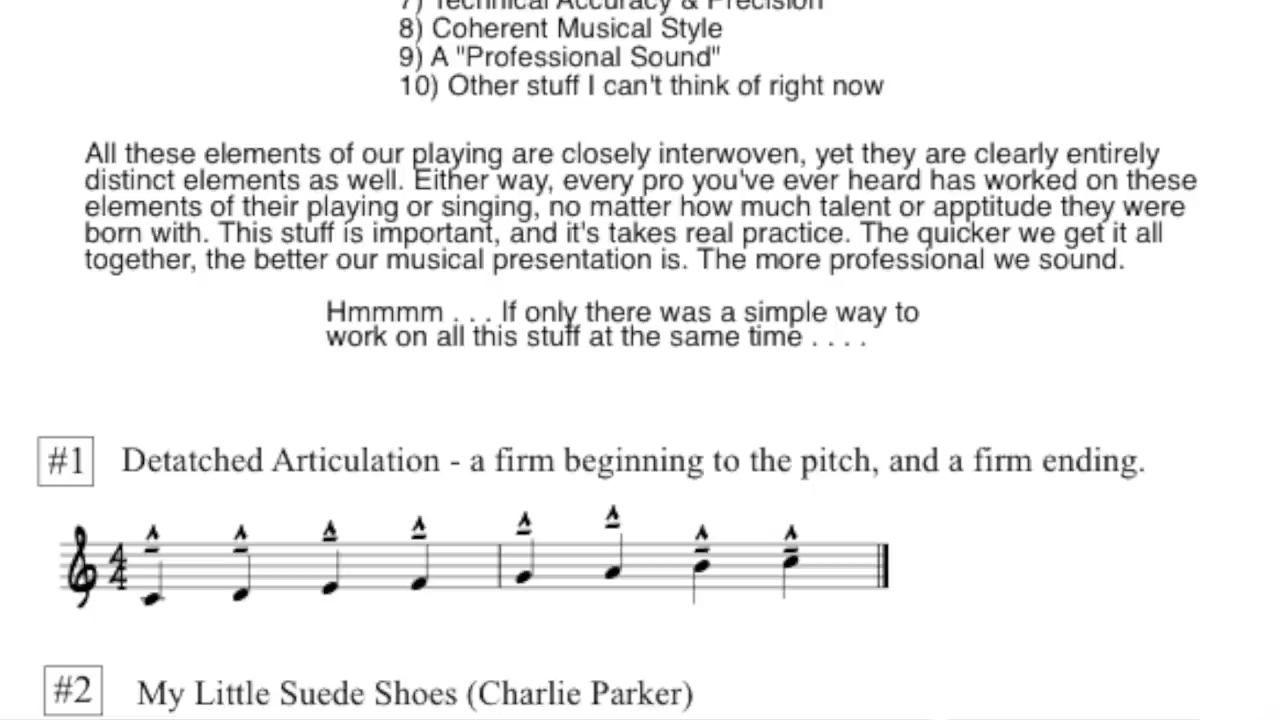 7) Technical Accuracy & Precision
8) Coherent Musical Style
9) A "Professional Sound"
10) Other stuff I can't think of right now
All these elements of our playing are closely interwoven, yet they are clearly entirely
distinct elements as well. Either way, every pro you've ever heard has worked on these
elements of their playing or singing, no matter how much talent or apptitude they were
born with. This stuff is important, and it's takes real practice. The quicker we get it all
together, the better our musical presentation is. The more professional we sound.
Hmmmm . . . If only there was a simple way to
work on all this stuff at the same time . . . .
#1 Detatched Articulation - a firm beginning to the pitch, and a firm ending.
4
4
#2 My Little Suede Shoes (Charlie Parker)